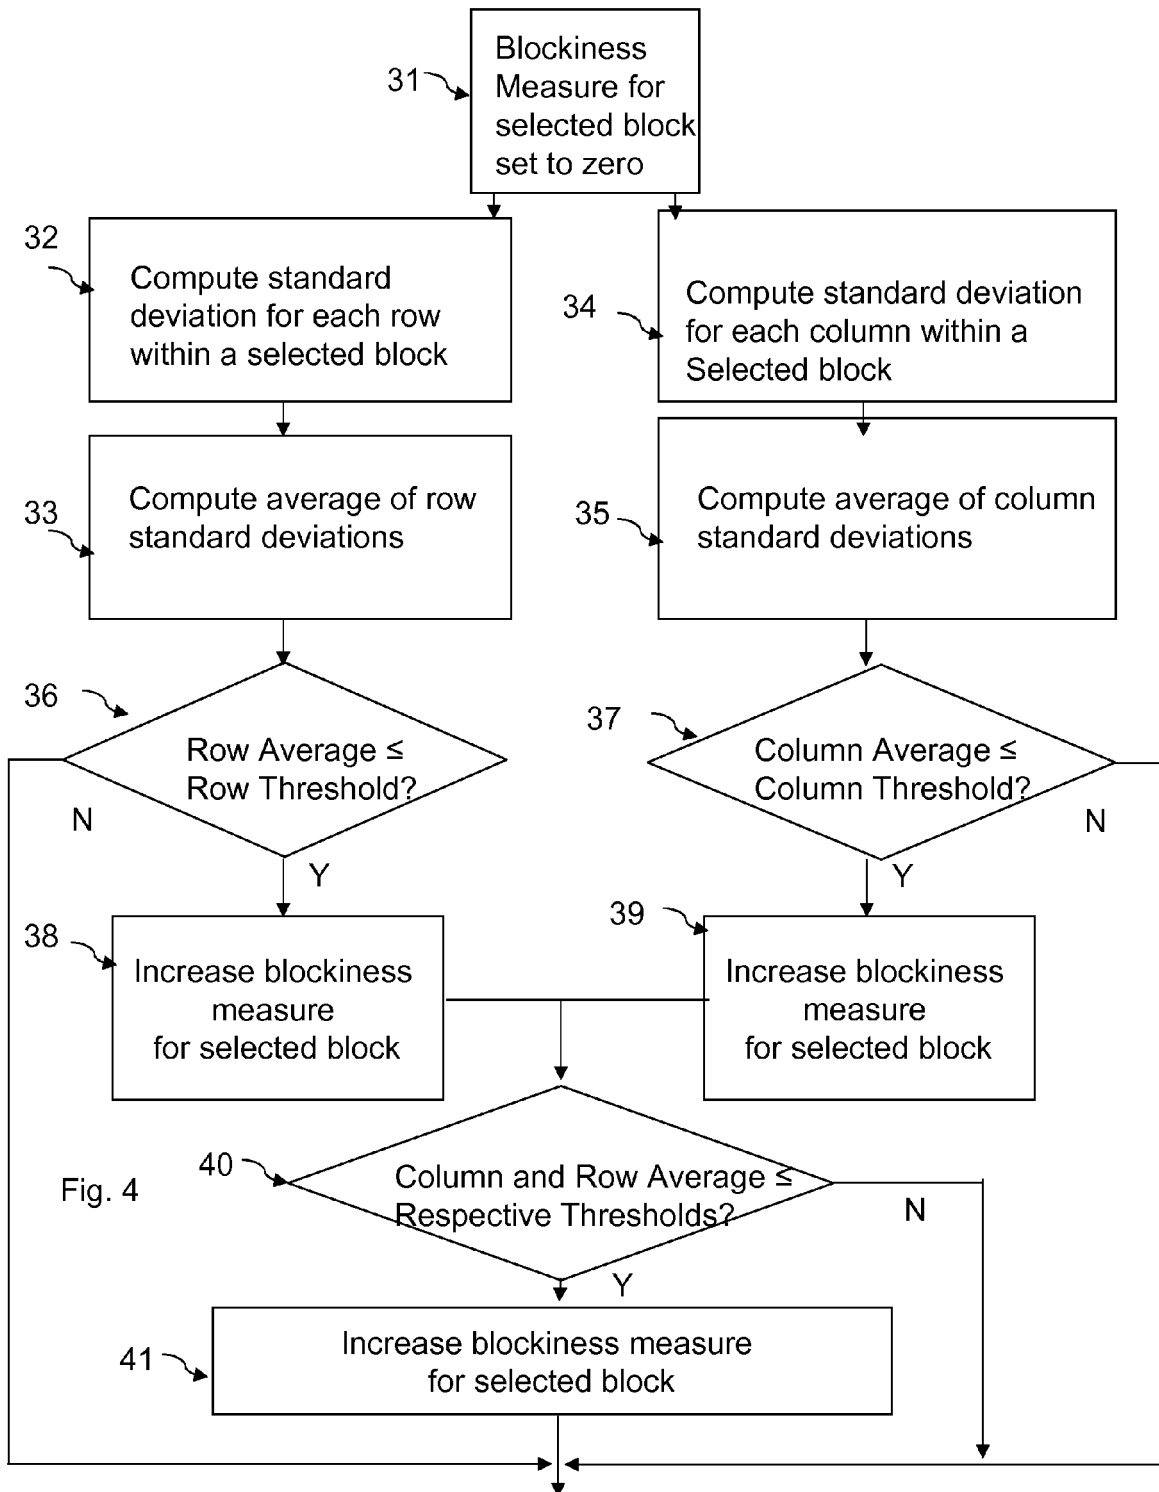 31
Blockiness
Measure for
selected block
set to zero
32
Compute standard
deviation for each row
within a selected block
34
Compute standard deviation
for each column within a
Selected block
33
Compute average of row
standard deviations
35
Compute average of column
standard deviations
36
Row Average ≤
Row Threshold?
N
Y
37
Column Average ≤
Column Threshold?
N
Y
38
Increase blockiness
measure
for selected block
39
Increase blockiness
measure
for selected block
40
Column and Row Average ≤
Respective Thresholds?
N
Y
Fig. 4
41
Increase blockiness measure
for selected block